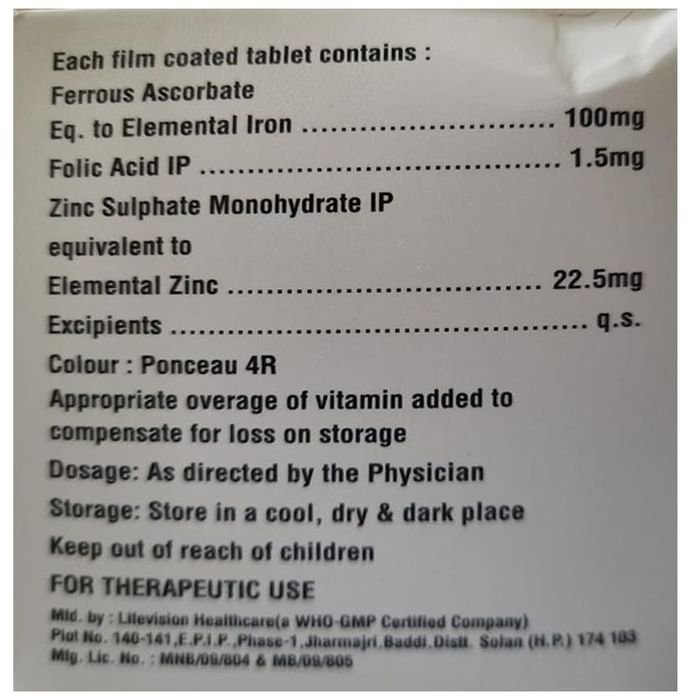 Each film coated tablet contains :
Ferrous Ascorbate
Eq. to Elemental Iron ................................ 100mg
Folic Acid IP ............................................. 1.5mg
Zinc Sulphate Monohydrate IP
equivalent to
Elemental Zinc ....................................... 22.5mg
Excipients .................................................. q.s.
Colour : Ponceau 4R
Appropriate overage of vitamin added to
compensate for loss on storage
Dosage: As directed by the Physician
Storage: Store in a cool, dry & dark place
Keep out of reach of children
FOR THERAPEUTIC USE
Mfd. by : Lifevision Healthcare(a WHO-GMP Certified Company)
Plot No. 140-141,E.P.I.P.,Phase-1,Jharmajri,Baddi,Distt. Solan (H.P.) 174 103
Mfg. Lic. No. : MNB/09/804 & MB/09/805